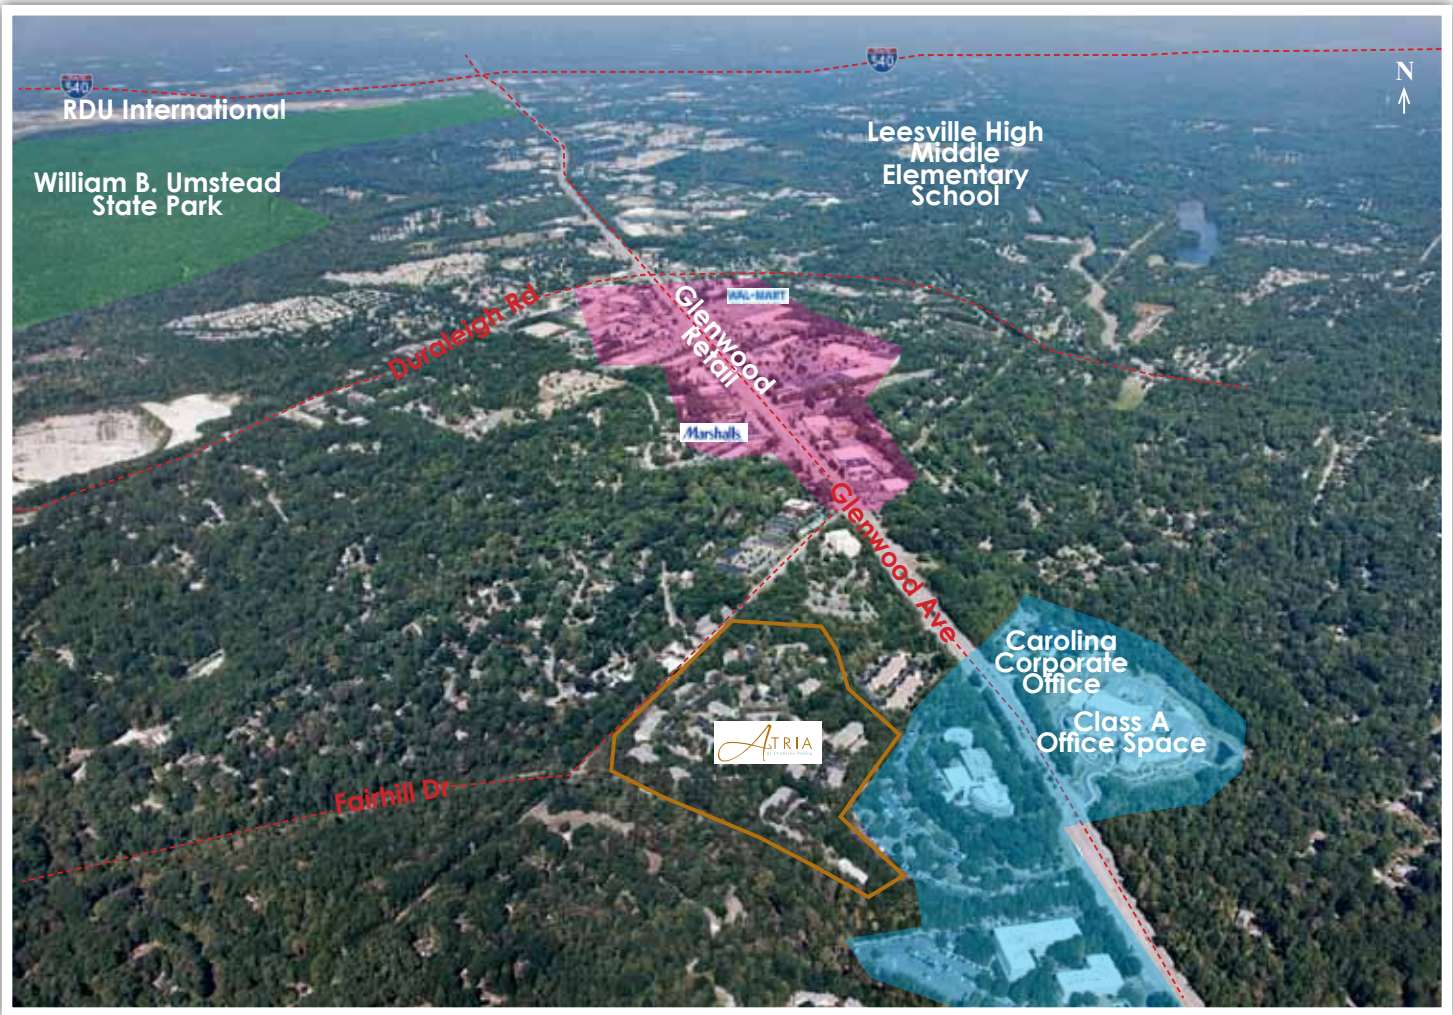 540
540
N
RDU International
Leesville High
Middle
Elementary
School
William B. Umstead
State Park
WAL-MART
Glenwood
Retail
Duraleigh Rd
Marshalls
Glenwood Ave
Carolina
Corporate
Office
Class A
Office Space
ATRIA
Fairhill Dr